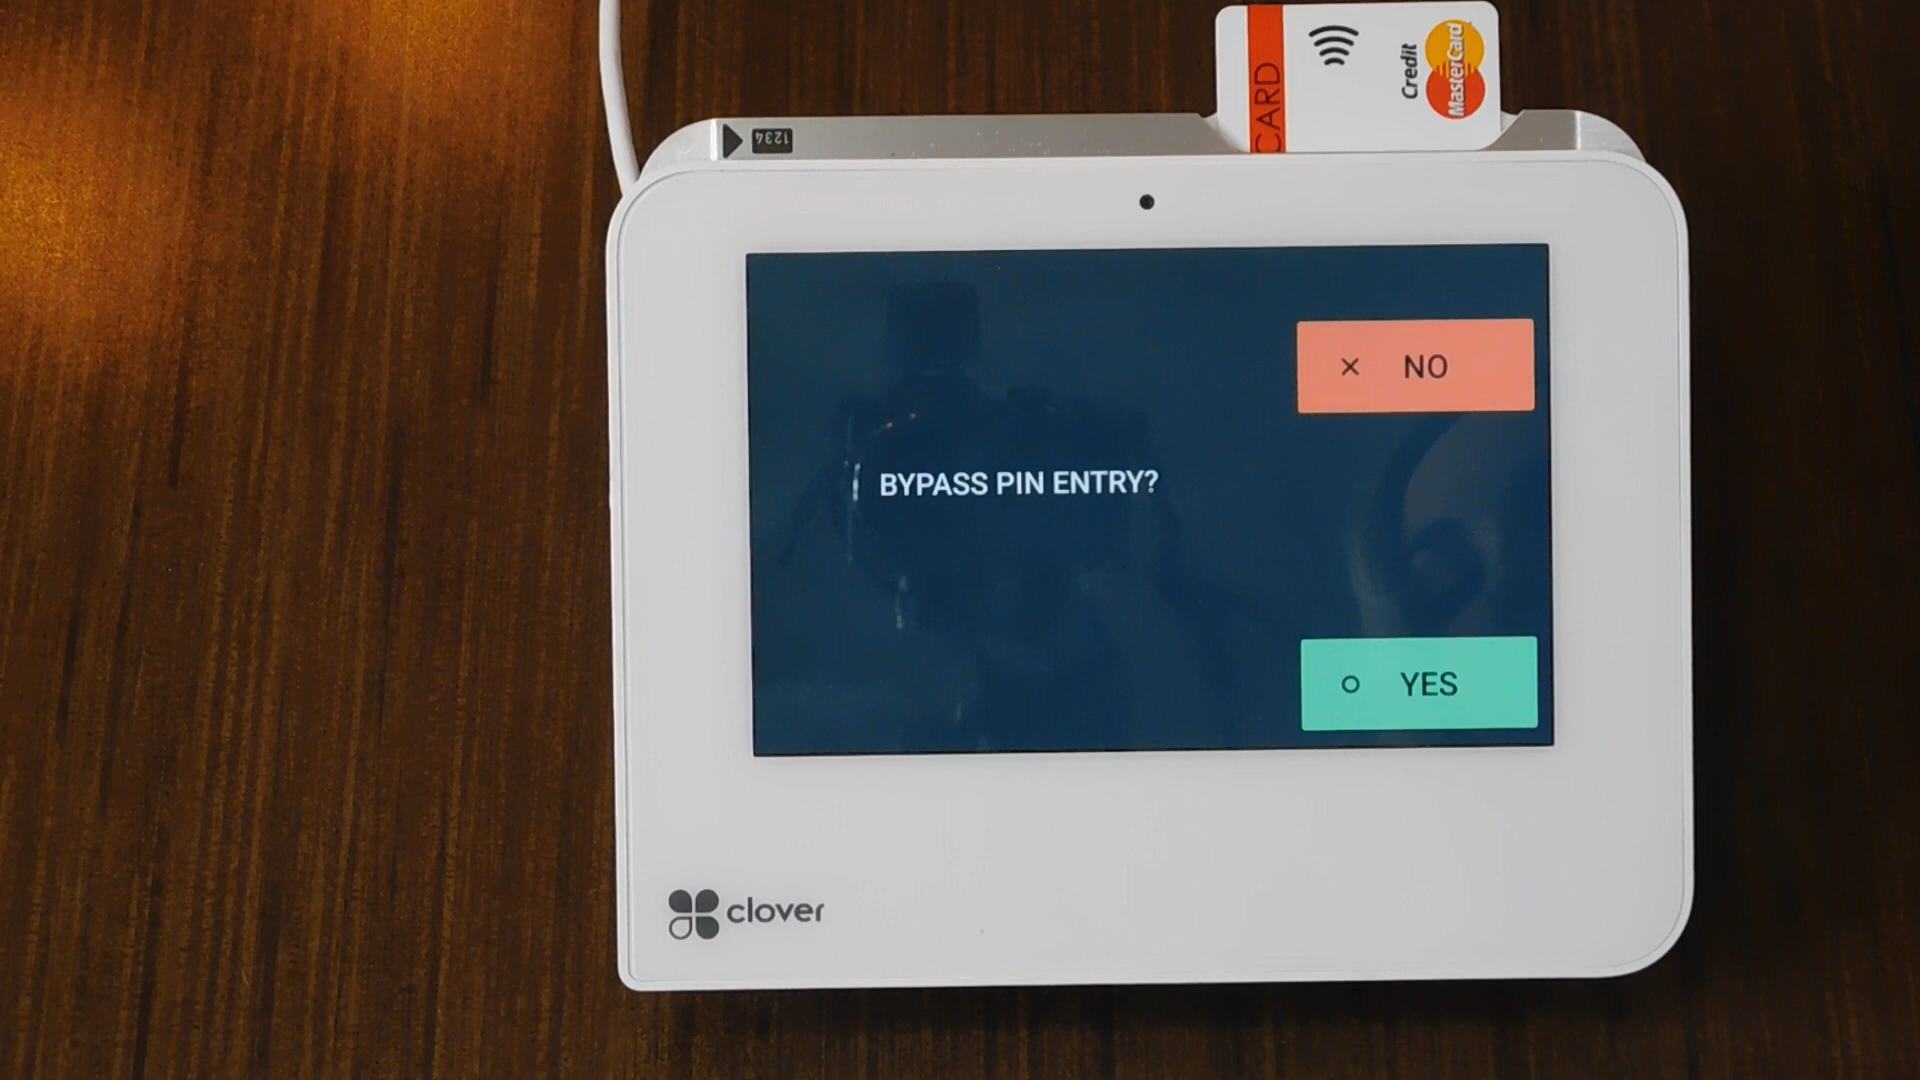 CARD
Credit
MasterCard
1234
NO
BYPASS PIN ENTRY?
YES
clover